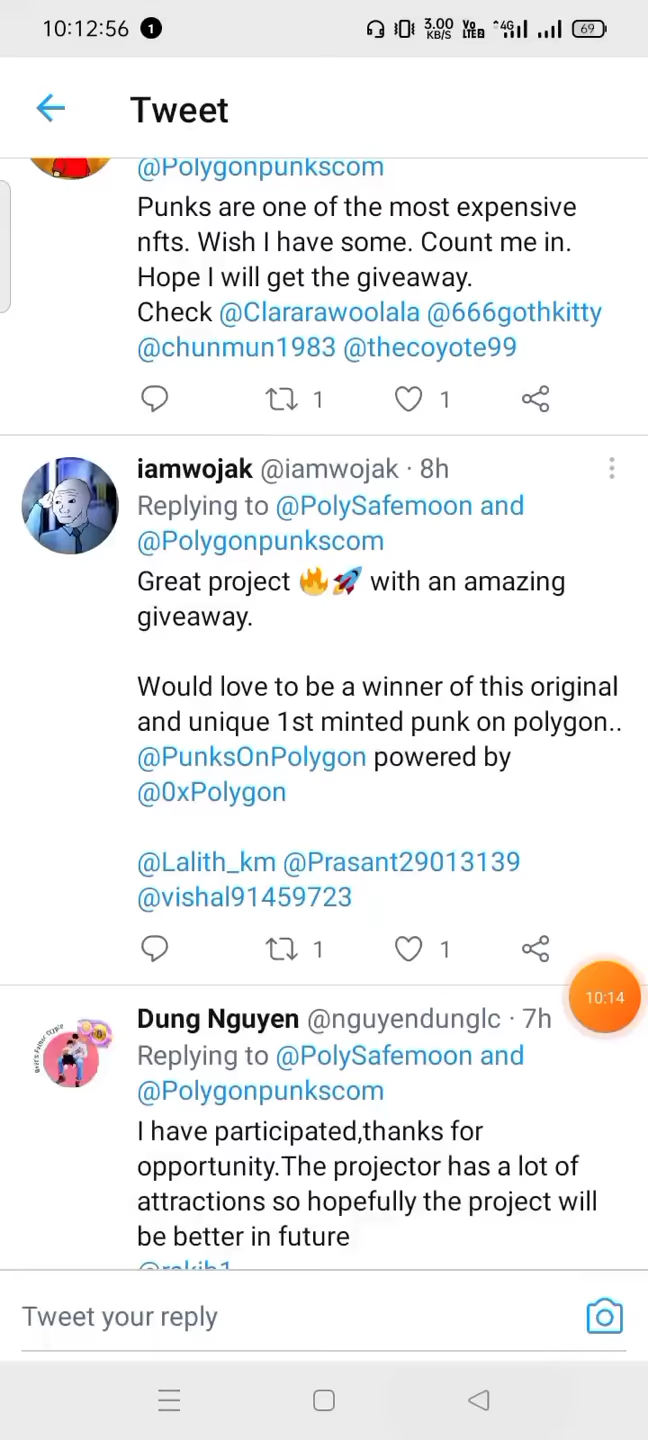 10:12:56 1 3.00 KB/S Vo LTE2 4G 69
Tweet
@Polygonpunkscom
Punks are one of the most expensive
nfts. Wish I have some. Count me in.
Hope I will get the giveaway.
Check @Clararawoolala @666gothkitty
@chunmun1983 @thecoyote99
1 1
iamwojak @iamwojak · 8h
Replying to @PolySafemoon and
@Polygonpunkscom
Great project 🔥🚀 with an amazing
giveaway.
Would love to be a winner of this original
and unique 1st minted punk on polygon..
@PunksOnPolygon powered by
@0xPolygon
@Lalith_km @Prasant29013139
@vishal91459723
1 1
10:14
Dung Nguyen @nguyendunglc · 7h
Replying to @PolySafemoon and
@Polygonpunkscom
I have participated,thanks for
opportunity.The projector has a lot of
attractions so hopefully the project will
be better in future
Tweet your reply